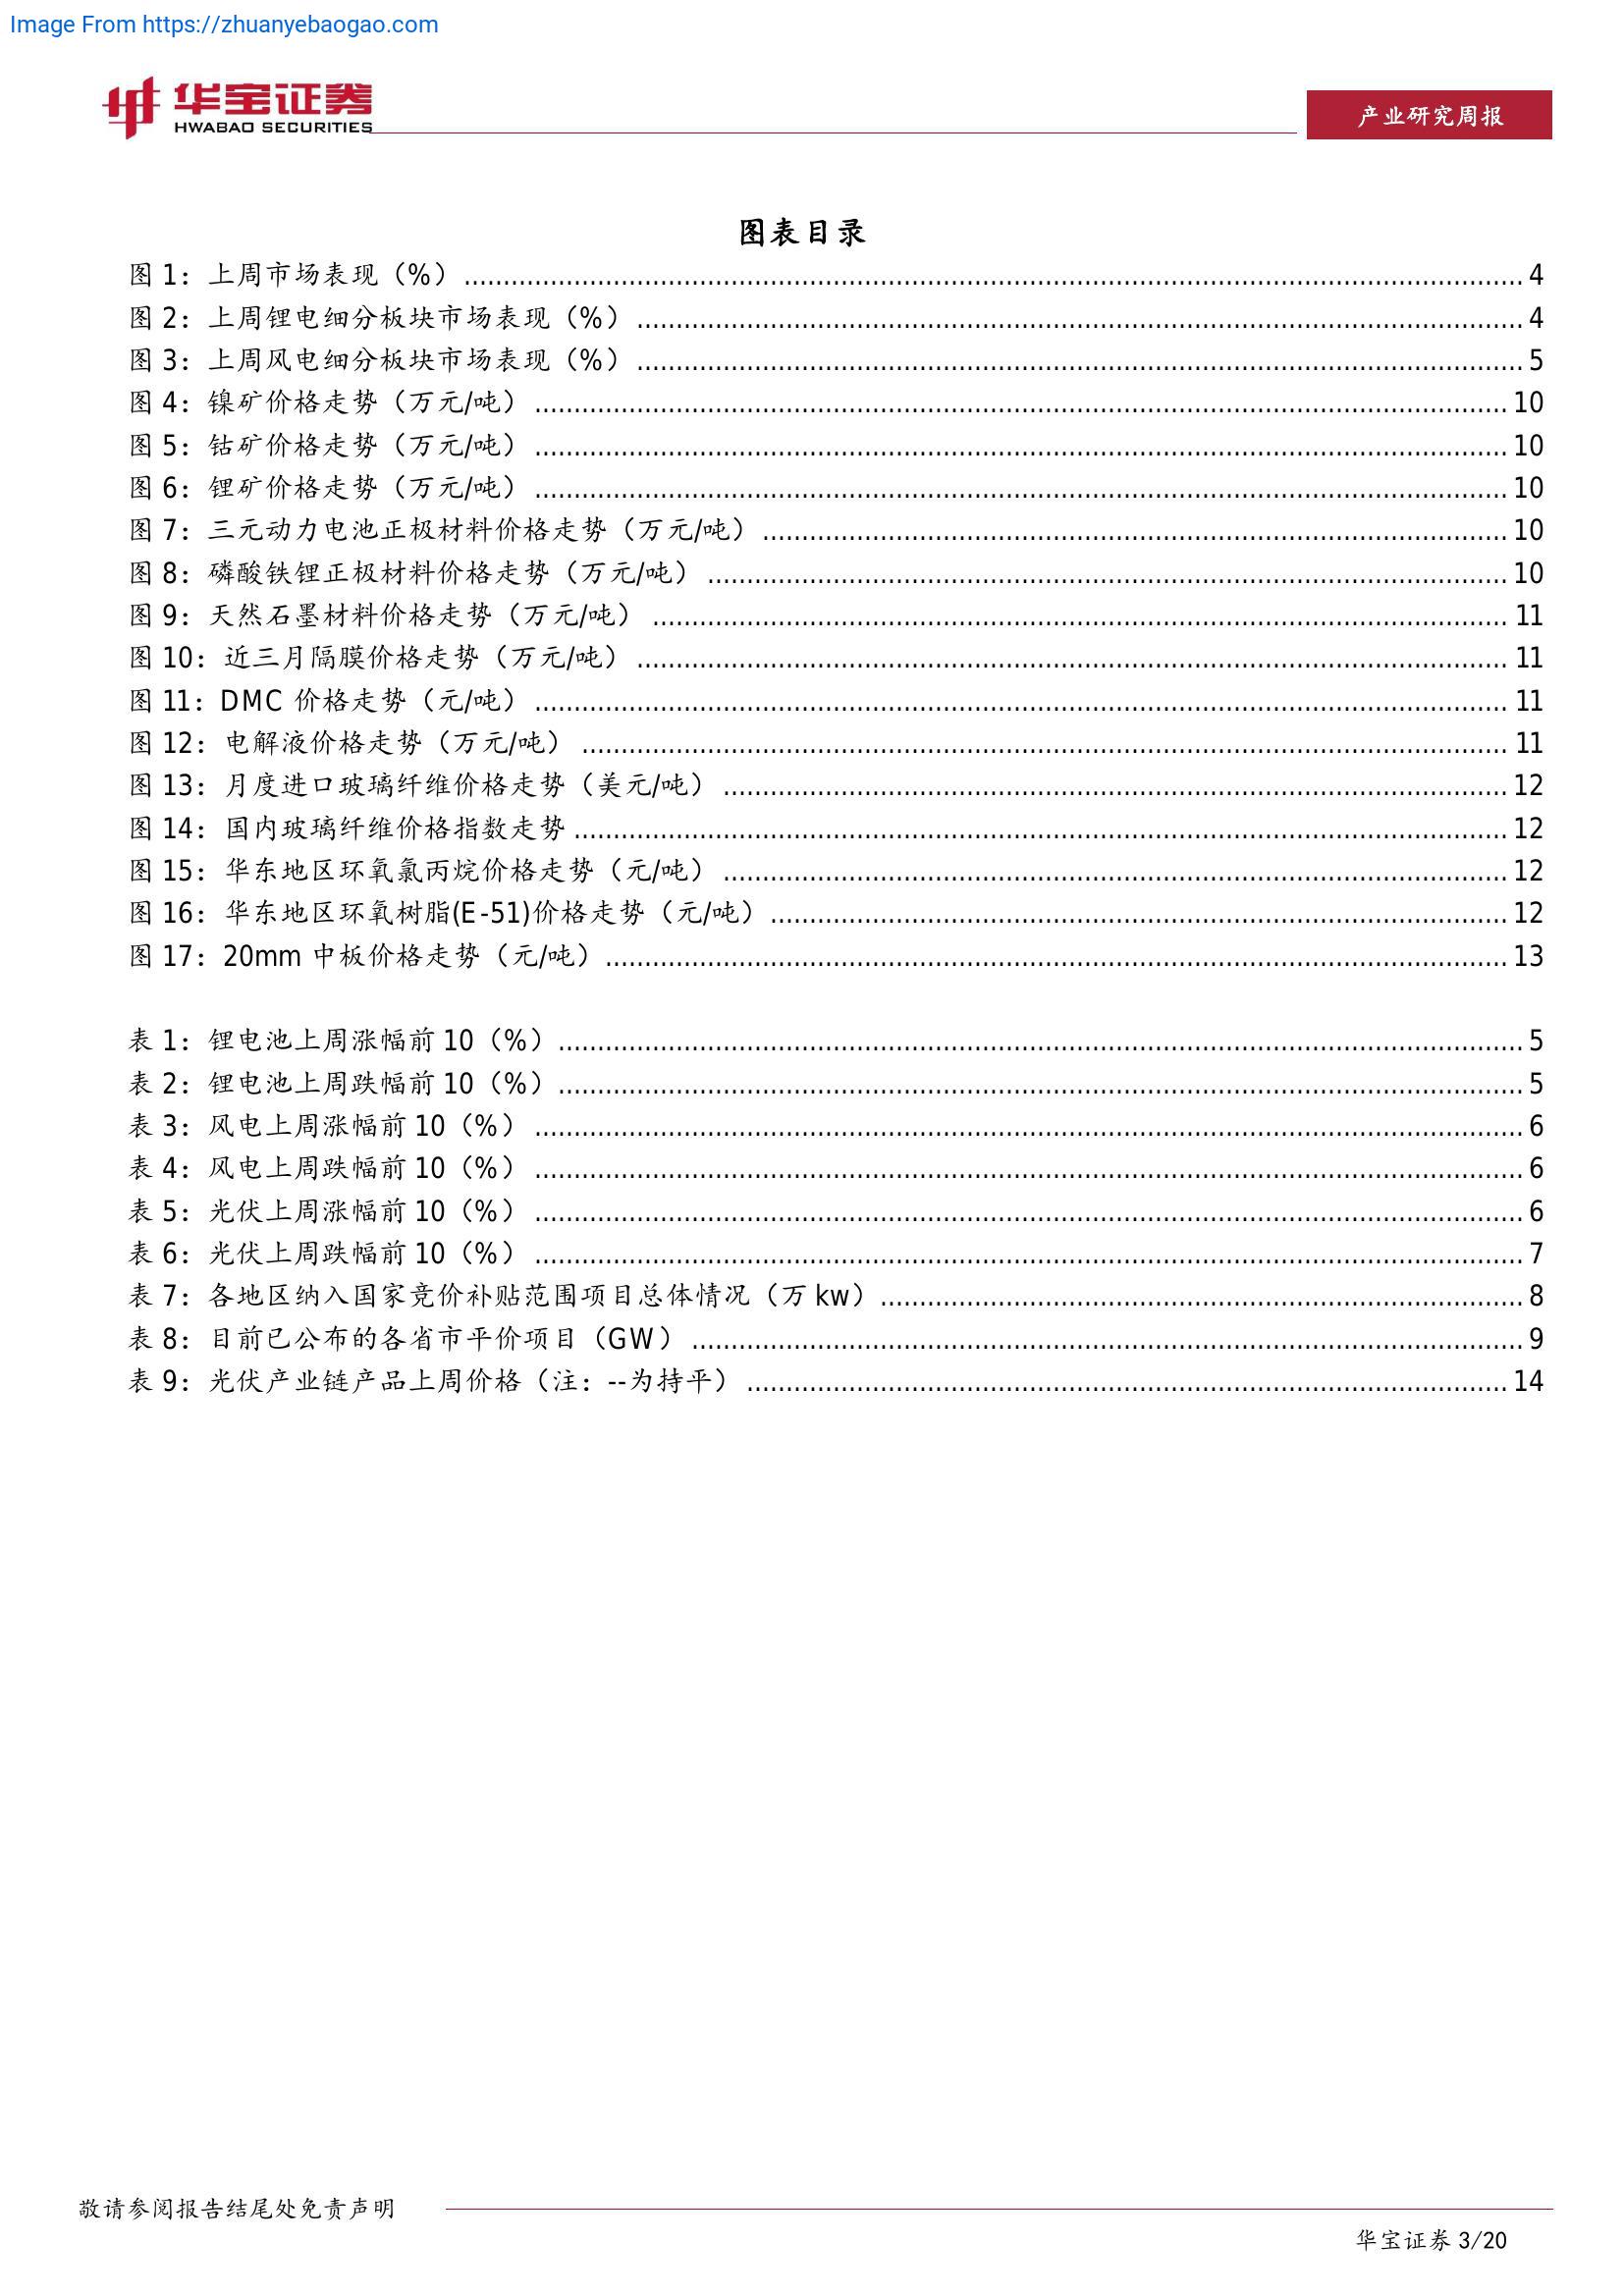 Image From https://zhuanyebaogao.com
华宝证券
HWABAO SECURITIES
产业研究周报
图表目录
图 1：上周市场表现（%）........ 4
图 2：上周锂电细分板块市场表现（%）........ 4
图 3：上周风电细分板块市场表现（%）........ 5
图 4：镍矿价格走势（万元/吨）........ 10
图 5：钴矿价格走势（万元/吨）........ 10
图 6：锂矿价格走势（万元/吨）........ 10
图 7：三元动力电池正极材料价格走势（万元/吨）........ 10
图 8：磷酸铁锂正极材料价格走势（万元/吨）........ 10
图 9：天然石墨材料价格走势（万元/吨）........ 11
图 10：近三月隔膜价格走势（万元/吨）........ 11
图 11：DMC 价格走势（元/吨）........ 11
图 12：电解液价格走势（万元/吨）........ 11
图 13：月度进口玻璃纤维价格走势（美元/吨）........ 12
图 14：国内玻璃纤维价格指数走势........ 12
图 15：华东地区环氧氯丙烷价格走势（元/吨）........ 12
图 16：华东地区环氧树脂(E-51)价格走势（元/吨）........ 12
图 17：20mm 中板价格走势（元/吨）........ 13
表 1：锂电池上周涨幅前 10（%）........ 5
表 2：锂电池上周跌幅前 10（%）........ 5
表 3：风电上周涨幅前 10（%）........ 6
表 4：风电上周跌幅前 10（%）........ 6
表 5：光伏上周涨幅前 10（%）........ 6
表 6：光伏上周跌幅前 10（%）........ 7
表 7：各地区纳入国家竞价补贴范围项目总体情况（万 kw）........ 8
表 8：目前已公布的各省市平价项目（GW）........ 9
表 9：光伏产业链产品上周价格（注：--为持平）........ 14
敬请参阅报告结尾处免责声明
华宝证券 3/20